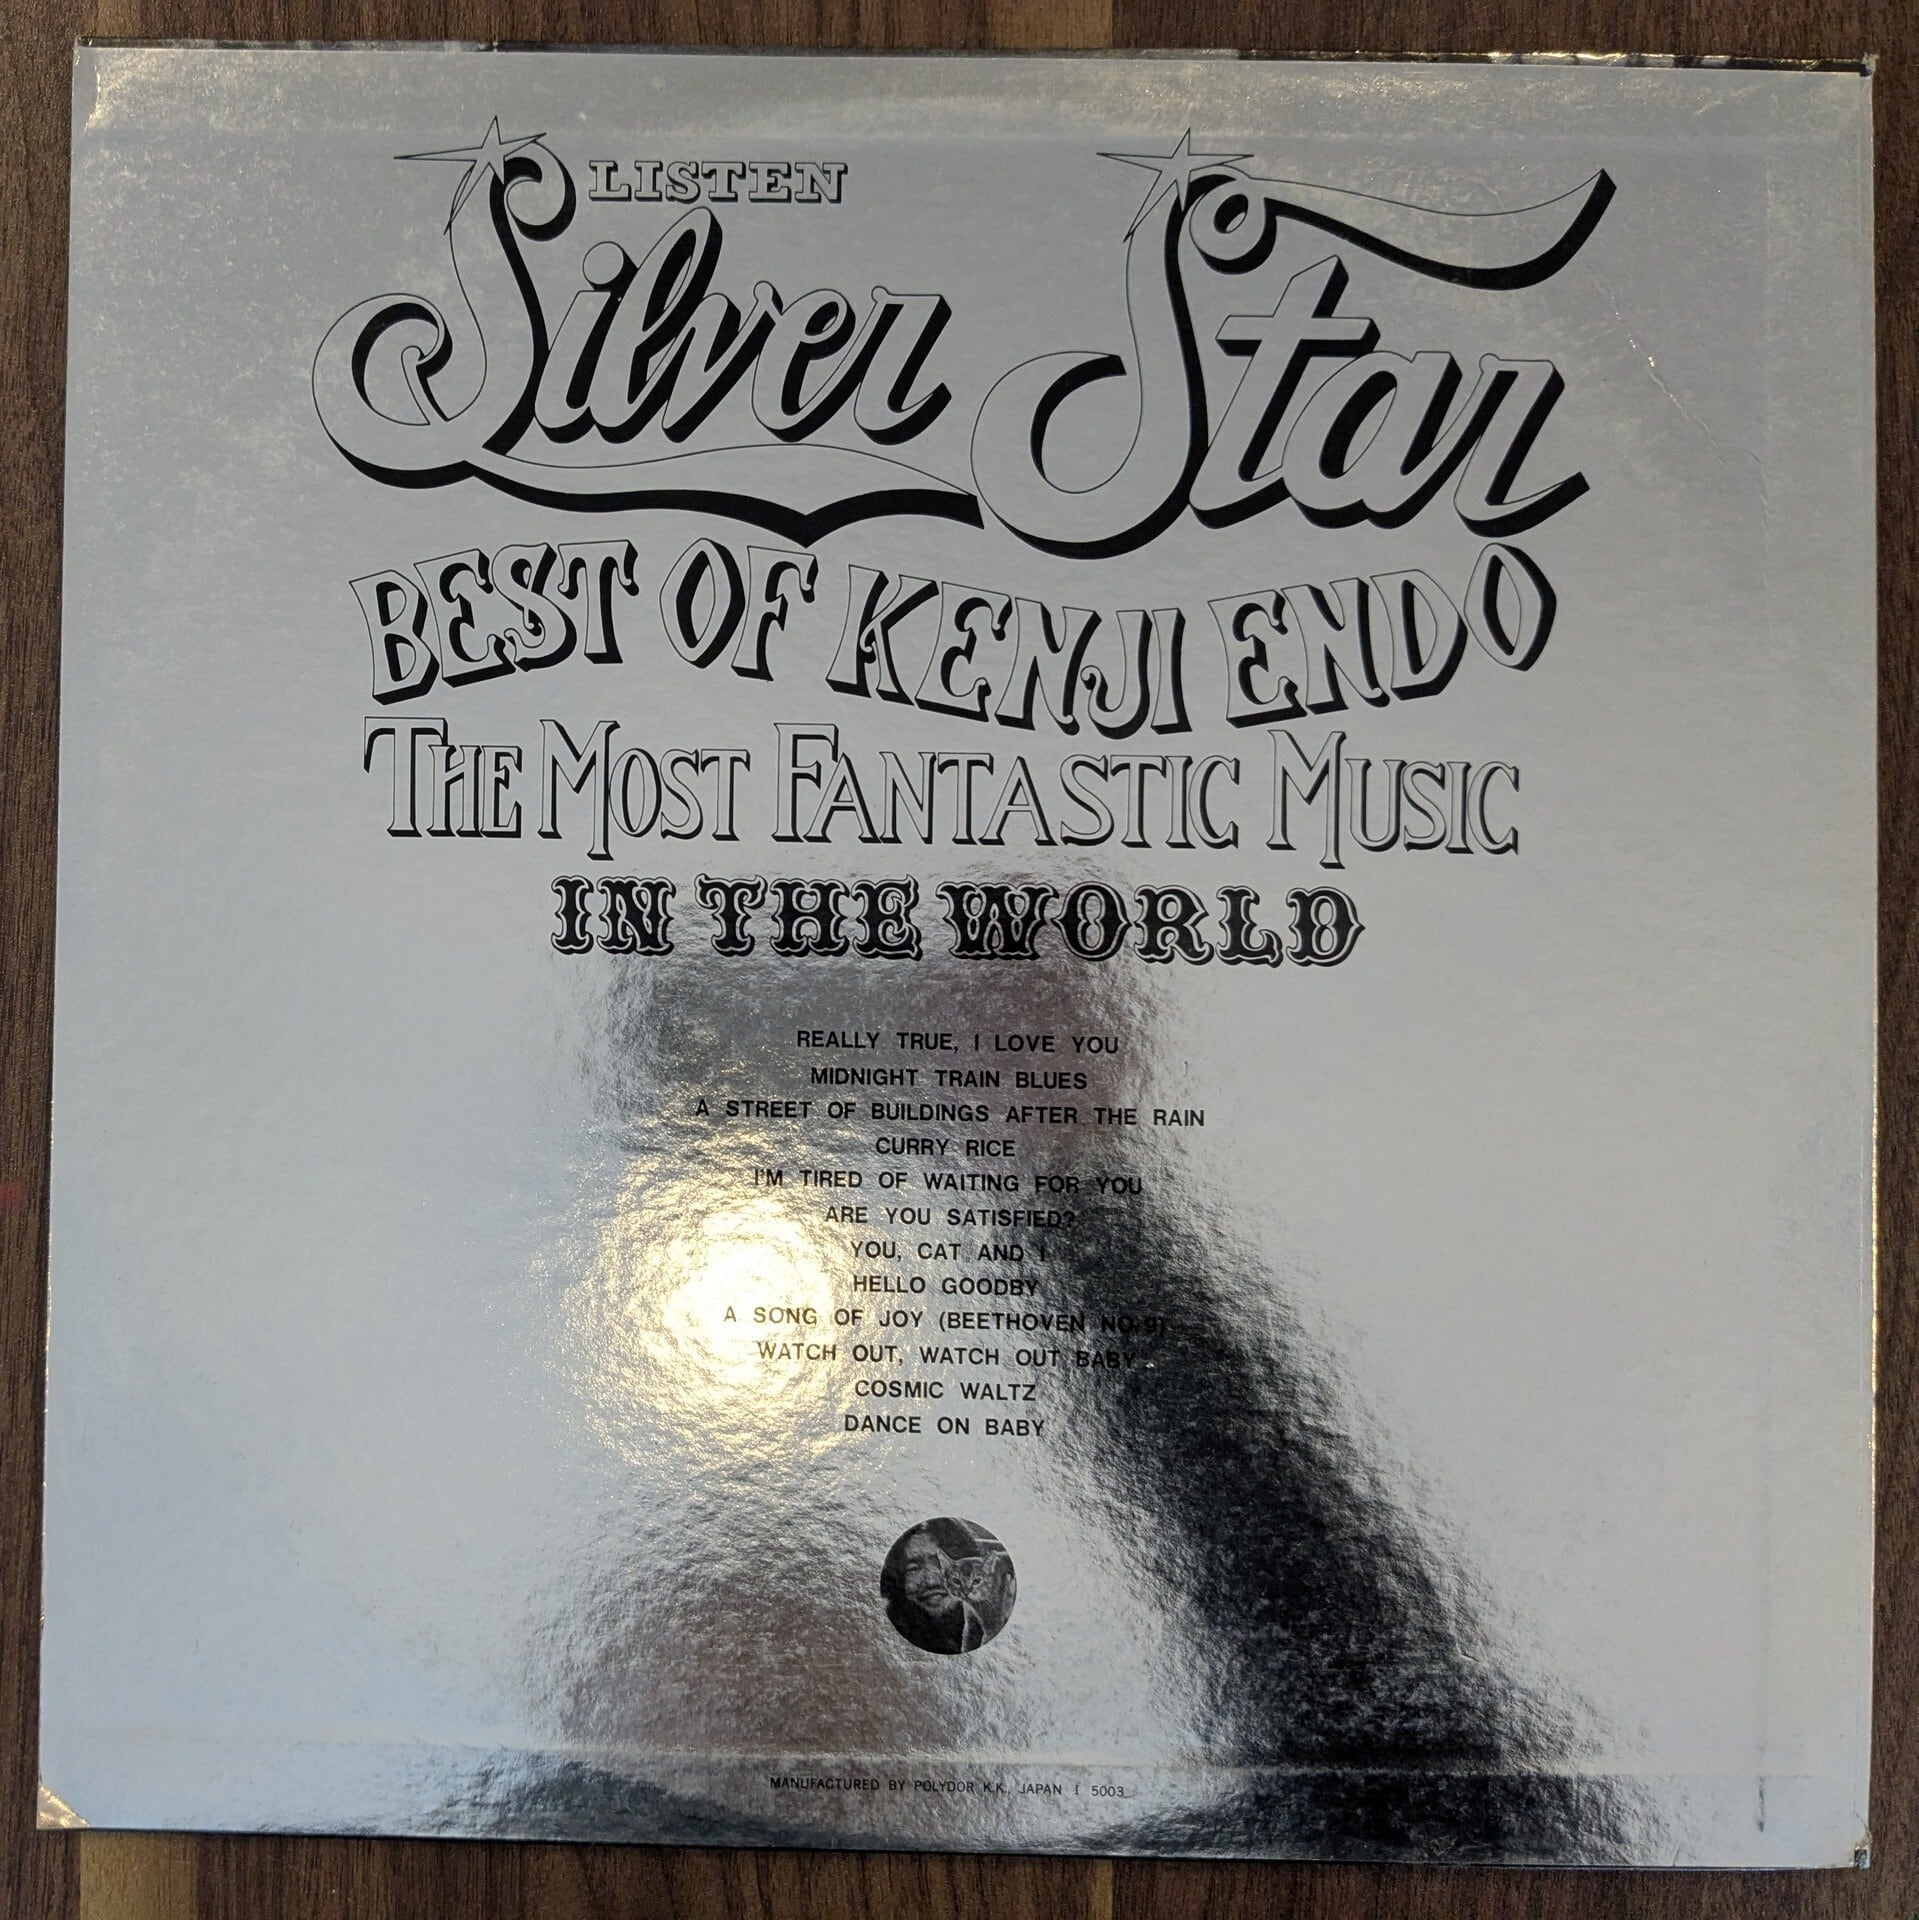 LISTEN
Silver Star
BEST OF KENJI ENDO
THE MOST FANTASTIC MUSIC
IN THE WORLD
REALLY TRUE, I LOVE YOU
MIDNIGHT TRAIN BLUES
A STREET OF BUILDINGS AFTER THE RAIN
CURRY RICE
I'M TIRED OF WAITING FOR YOU
ARE YOU SATISFIED?
YOU, CAT AND I
HELLO GOODBY
A SONG OF JOY (BEETHOVEN NO.9)
WATCH OUT, WATCH OUT BABY
COSMIC WALTZ
DANCE ON BABY
MANUFACTURED BY POLYDOR K.K. JAPAN I 5003